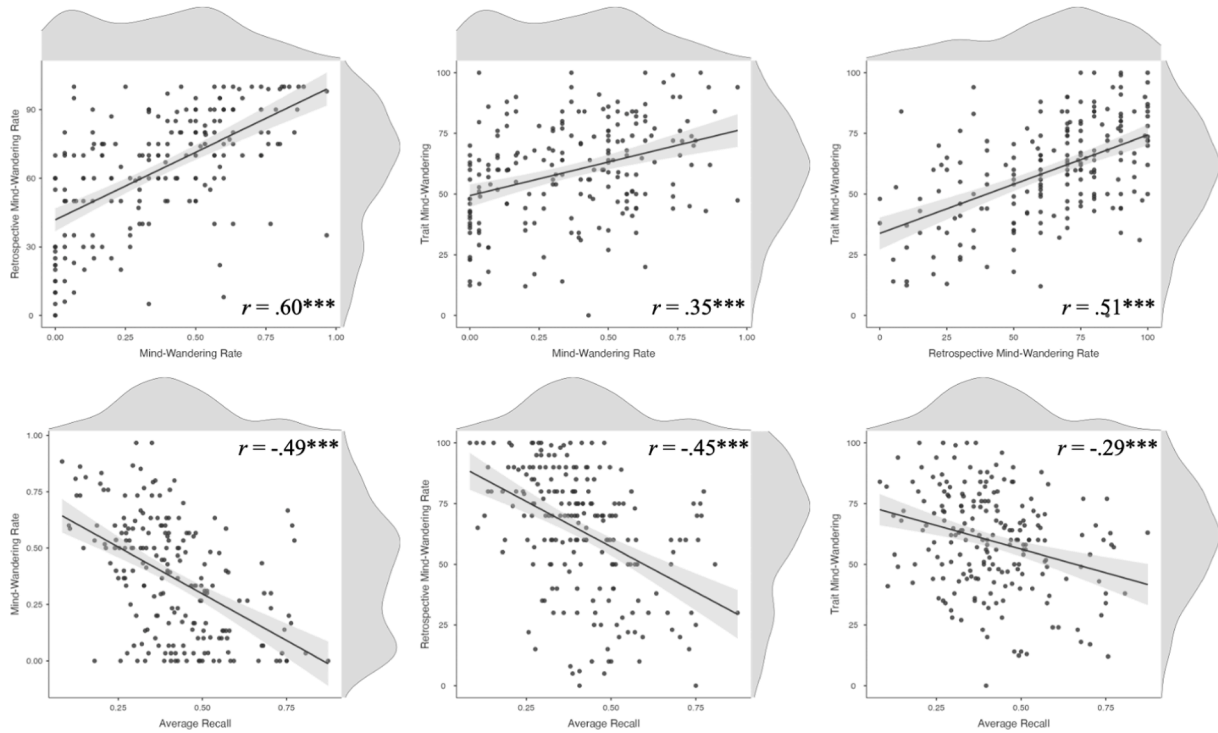 Retrospective Mind-Wandering Rate
90
60
30
0
r = .60***
0.00 0.25 0.50 0.75 1.00
Mind-Wandering Rate
Trait Mind-Wandering
100
75
50
25
0
r = .35***
0.00 0.25 0.50 0.75 1.00
Mind-Wandering Rate
Trait Mind-Wandering
100
75
50
25
0
r = .51***
0 25 50 75 100
Retrospective Mind-Wandering Rate
Mind-Wandering Rate
1.00
0.75
0.50
0.25
0.00
r = -.49***
0.25 0.50 0.75
Average Recall
Retrospective Mind-Wandering Rate
100
75
50
25
0
r = -.45***
0.25 0.50 0.75
Average Recall
Trait Mind-Wandering
100
75
50
25
0
r = -.29***
0.25 0.50 0.75
Average Recall